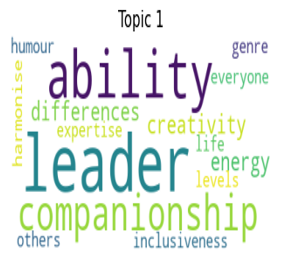 Topic 1
humour genre
ability everyone
harmonise
differences
expertise creativity
leader life
energy
levels
companionship
others inclusiveness